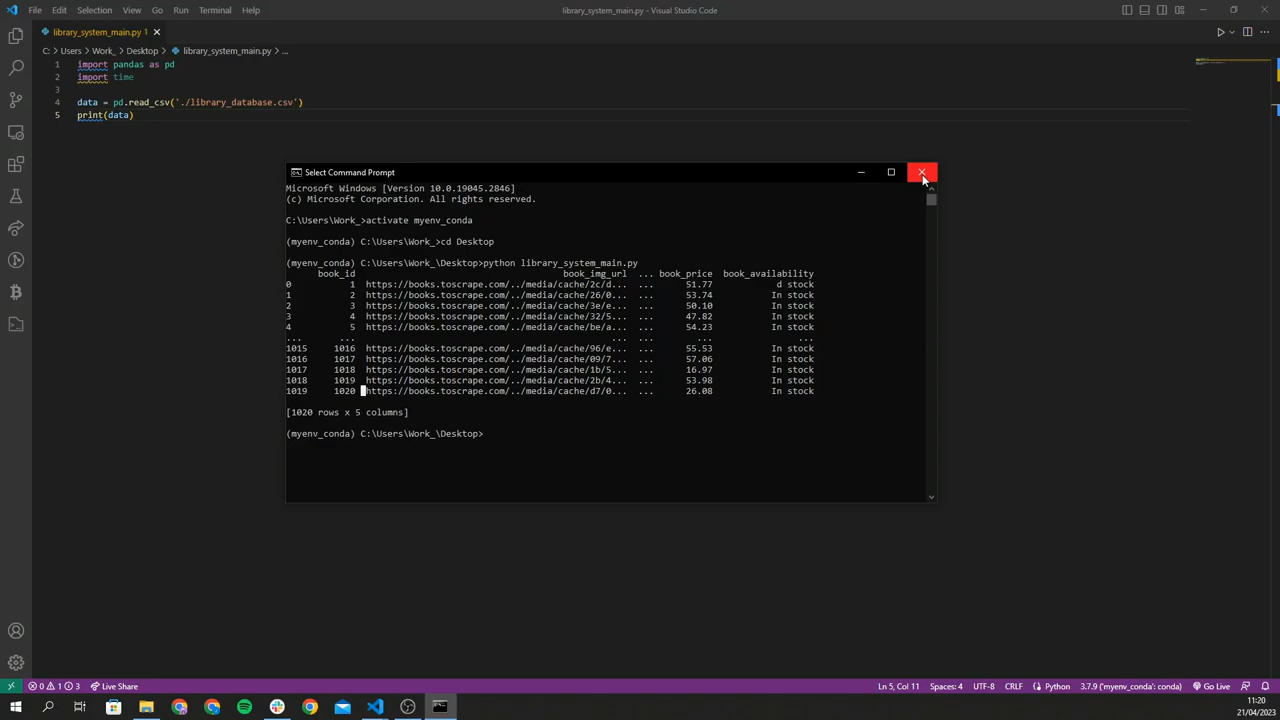 File Edit Selection View Go Run Terminal Help
library_system_main.py - Visual Studio Code
library_system_main.py 1
C: > Users > Work_ > Desktop > library_system_main.py > ...
1 import pandas as pd
2 import time
3
4 data = pd.read_csv('./library_database.csv')
5 print(data)
Select Command Prompt
Microsoft Windows [Version 10.0.19045.2846]
(c) Microsoft Corporation. All rights reserved.
C:\Users\Work_>activate myenv_conda
(myenv_conda) C:\Users\Work_>cd Desktop
(myenv_conda) C:\Users\Work_\Desktop>python library_system_main.py
book_id book_img_url ... book_price book_availability
0 1 https://books.toscrape.com/../media/cache/2c/d... ... 51.77 d stock
1 2 https://books.toscrape.com/../media/cache/26/0... ... 53.74 In stock
2 3 https://books.toscrape.com/../media/cache/3e/e... ... 50.10 In stock
3 4 https://books.toscrape.com/../media/cache/32/5... ... 47.82 In stock
4 5 https://books.toscrape.com/../media/cache/be/a... ... 54.23 In stock
... ... ... ... ... ...
1015 1016 https://books.toscrape.com/../media/cache/96/e... ... 55.53 In stock
1016 1017 https://books.toscrape.com/../media/cache/09/7... ... 57.06 In stock
1017 1018 https://books.toscrape.com/../media/cache/1b/5... ... 16.97 In stock
1018 1019 https://books.toscrape.com/../media/cache/2b/4... ... 53.98 In stock
1019 1020 https://books.toscrape.com/../media/cache/d7/0... ... 26.08 In stock
[1020 rows x 5 columns]
(myenv_conda) C:\Users\Work_\Desktop>
0 1 3 Live Share Ln 5, Col 11 Spaces: 4 UTF-8 CRLF Python 3.7.9 ('myenv_conda': conda) Go Live
11:20
21/04/2023